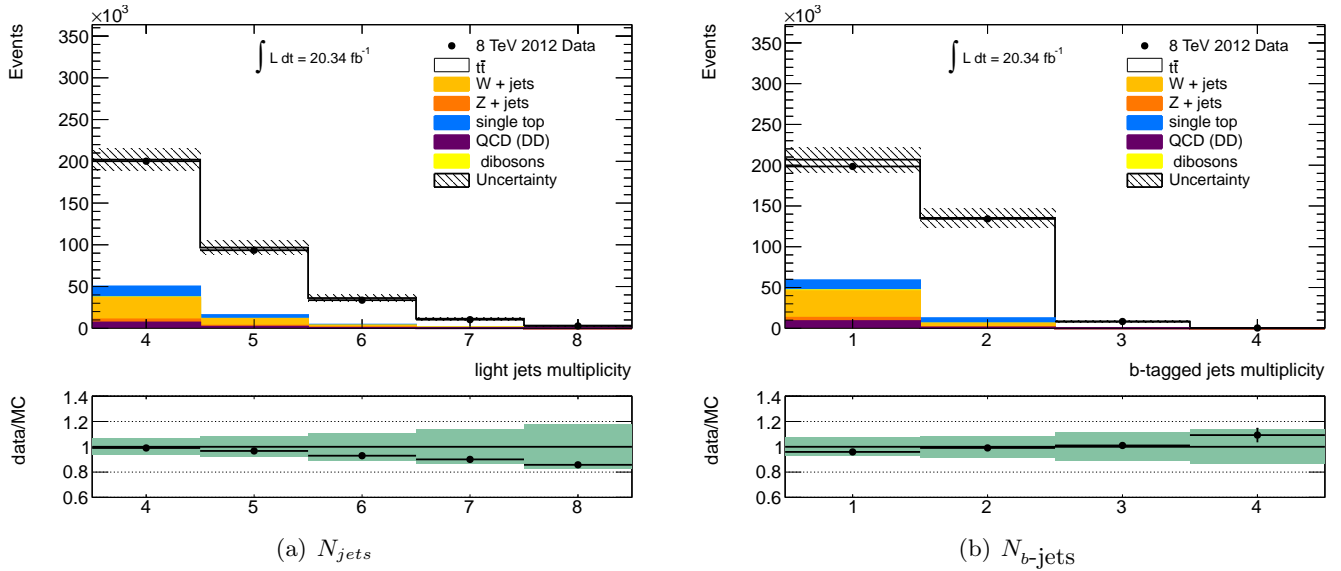 ×10³
Events
350
300
250
200
150
100
50
0
∫ L dt = 20.34 fb⁻¹
8 TeV 2012 Data
tt̄
W + jets
Z + jets
single top
QCD (DD)
dibosons
Uncertainty
4 5 6 7 8
light jets multiplicity
data/MC
1.4
1.2
1
0.8
0.6
4 5 6 7 8
(a) N_jets
×10³
Events
350
300
250
200
150
100
50
0
∫ L dt = 20.34 fb⁻¹
8 TeV 2012 Data
tt̄
W + jets
Z + jets
single top
QCD (DD)
dibosons
Uncertainty
1 2 3 4
b-tagged jets multiplicity
data/MC
1.4
1.2
1
0.8
0.6
1 2 3 4
(b) N_b-jets